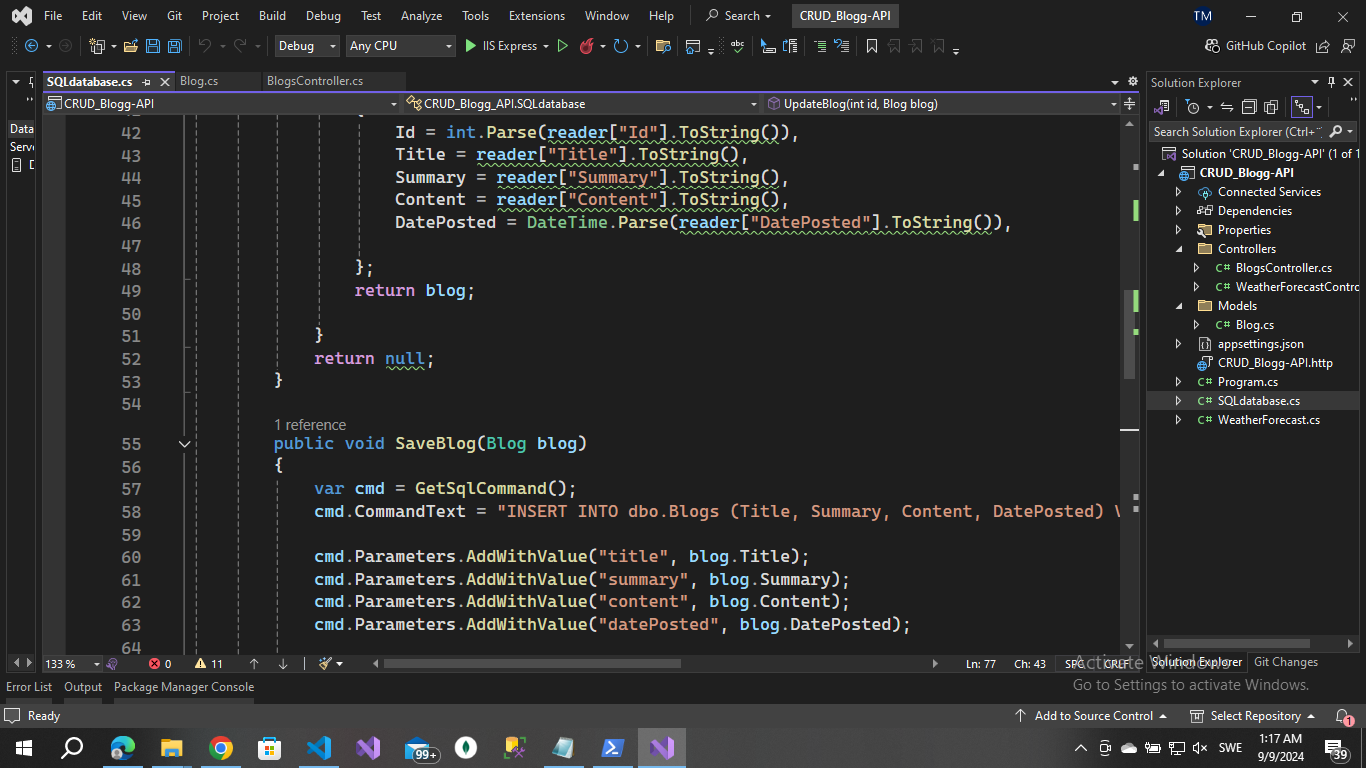 File Edit View Git Project Build Debug Test Analyze Tools Extensions Window Help Search CRUD_Blogg-API TM
Debug Any CPU IIS Express GitHub Copilot
SQLdatabase.cs Blog.cs BlogsController.cs
CRUD_Blogg-API CRUD_Blogg_API.SQLdatabase UpdateBlog(int id, Blog blog)
Data
Serv
42 Id = int.Parse(reader["Id"].ToString()),
43 Title = reader["Title"].ToString(),
44 Summary = reader["Summary"].ToString(),
45 Content = reader["Content"].ToString(),
46 DatePosted = DateTime.Parse(reader["DatePosted"].ToString()),
47
48 };
49 return blog;
50
51 }
52 return null;
53 }
54
1 reference
55 public void SaveBlog(Blog blog)
56 {
57 var cmd = GetSqlCommand();
58 cmd.CommandText = "INSERT INTO dbo.Blogs (Title, Summary, Content, DatePosted) V
59
60 cmd.Parameters.AddWithValue("title", blog.Title);
61 cmd.Parameters.AddWithValue("summary", blog.Summary);
62 cmd.Parameters.AddWithValue("content", blog.Content);
63 cmd.Parameters.AddWithValue("datePosted", blog.DatePosted);
64
133 % 0 11 Ln: 77 Ch: 43 SPC CRLF
Solution Explorer
Search Solution Explorer (Ctrl+
Solution 'CRUD_Blogg-API' (1 of 1
CRUD_Blogg-API
Connected Services
Dependencies
Properties
Controllers
C# BlogsController.cs
C# WeatherForecastContro
Models
C# Blog.cs
appsettings.json
CRUD_Blogg-API.http
C# Program.cs
C# SQLdatabase.cs
C# WeatherForecast.cs
Solution Explorer Git Changes
Activate Windows
Go to Settings to activate Windows.
Error List Output Package Manager Console
Ready Add to Source Control Select Repository 1
99+ SWE 1:17 AM
9/9/2024 39